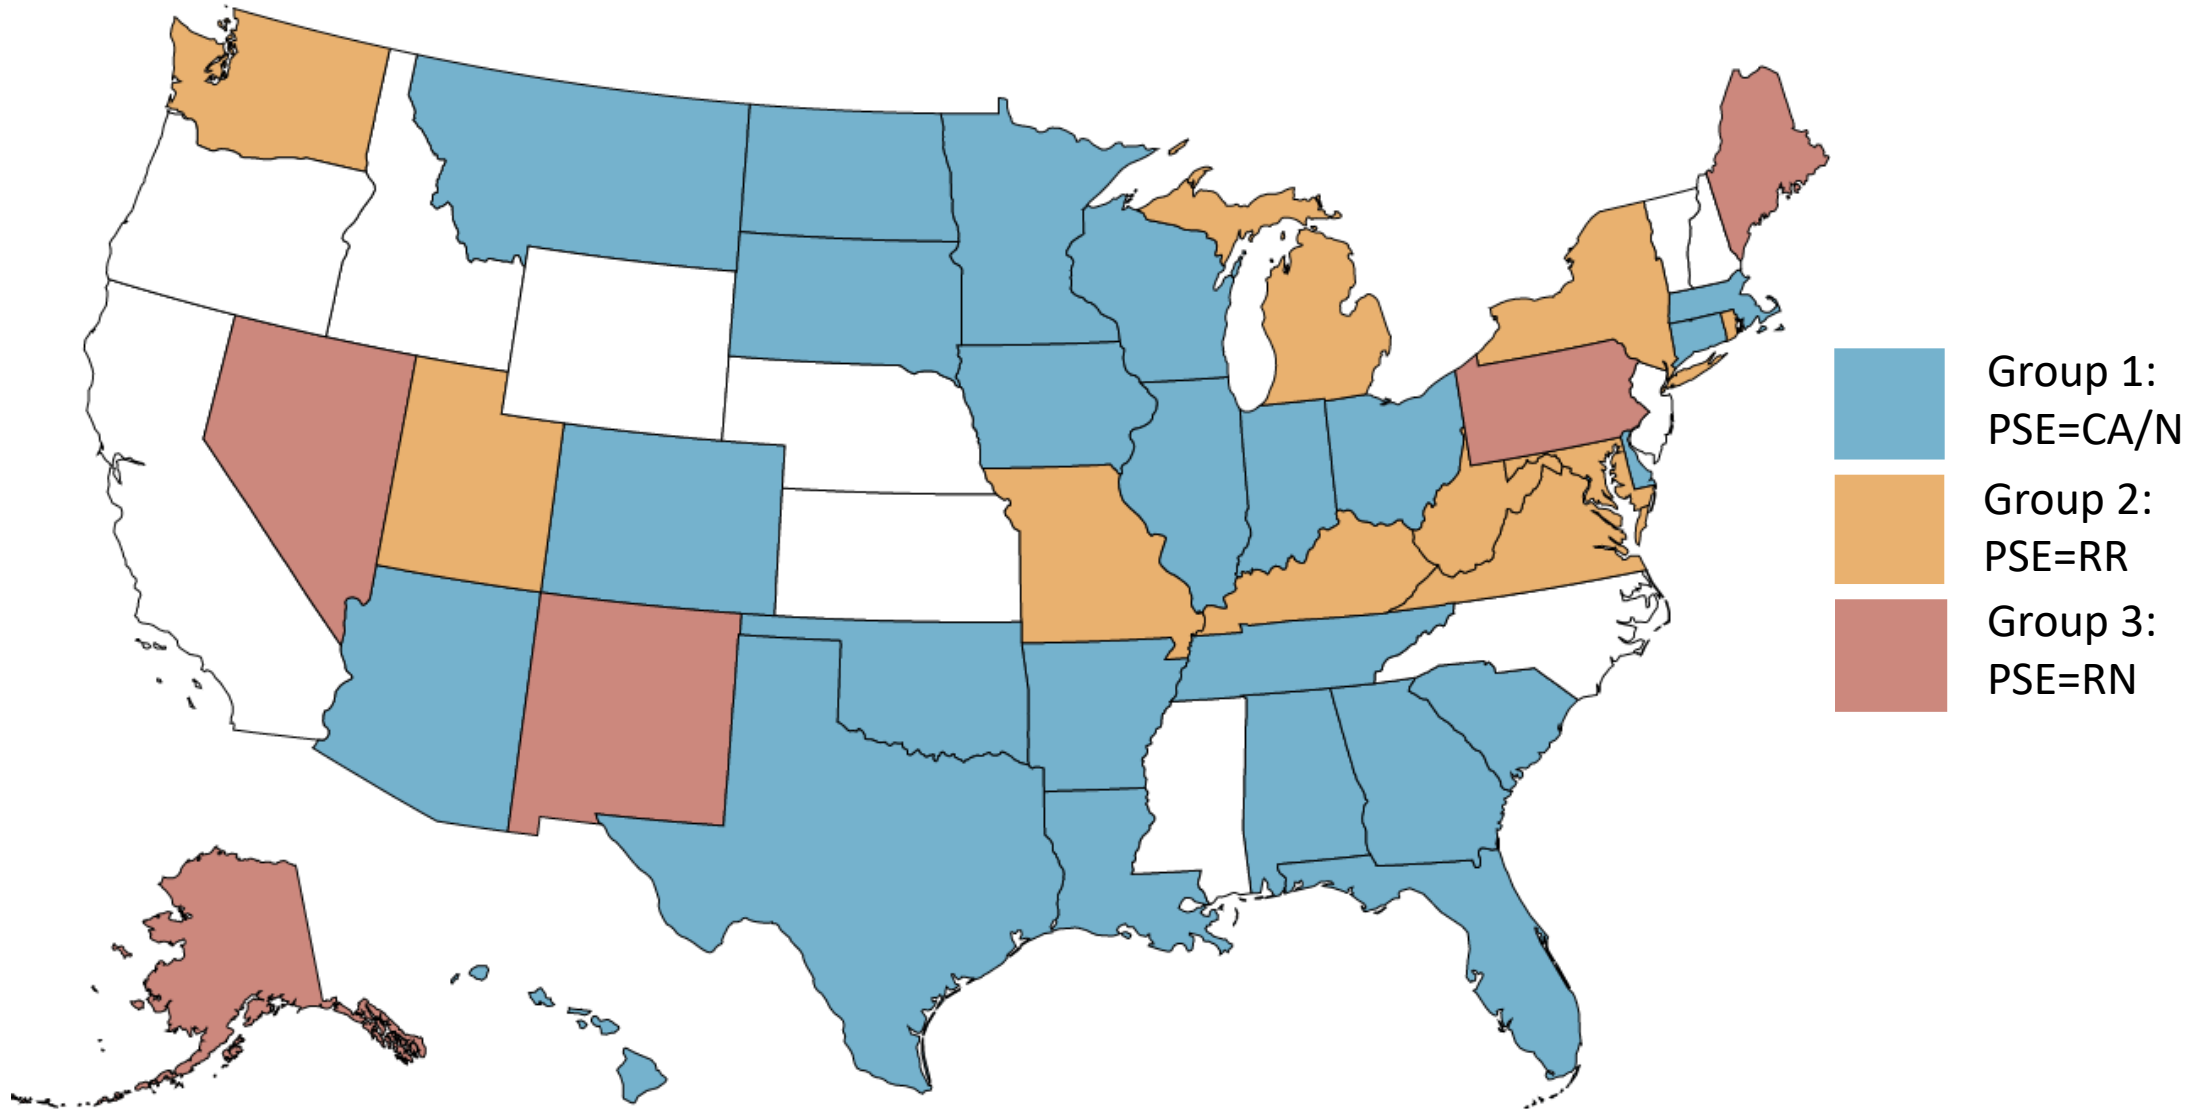 Group 1:
PSE=CA/N
Group 2:
PSE=RR
Group 3:
PSE=RN